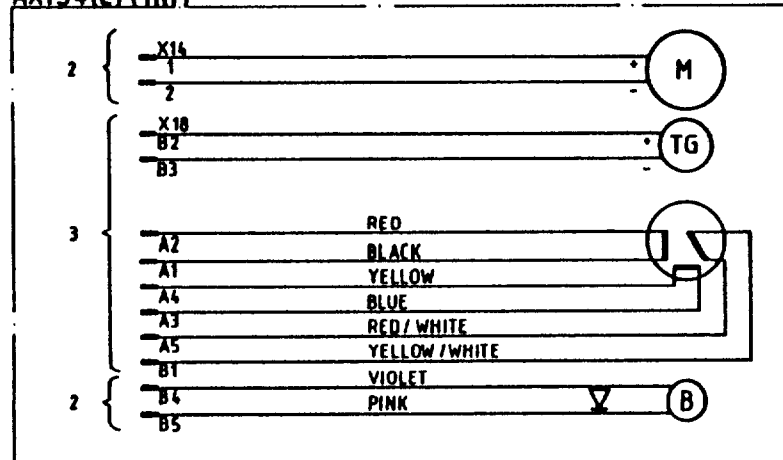 2 X14
1
+ M
2
-
X18
B2
+ TG
B3
-
3 RED
A2 BLACK
A1 YELLOW
A4 BLUE
A3 RED/WHITE
A5 YELLOW/WHITE
B1 VIOLET
2 B4 PINK B
B5